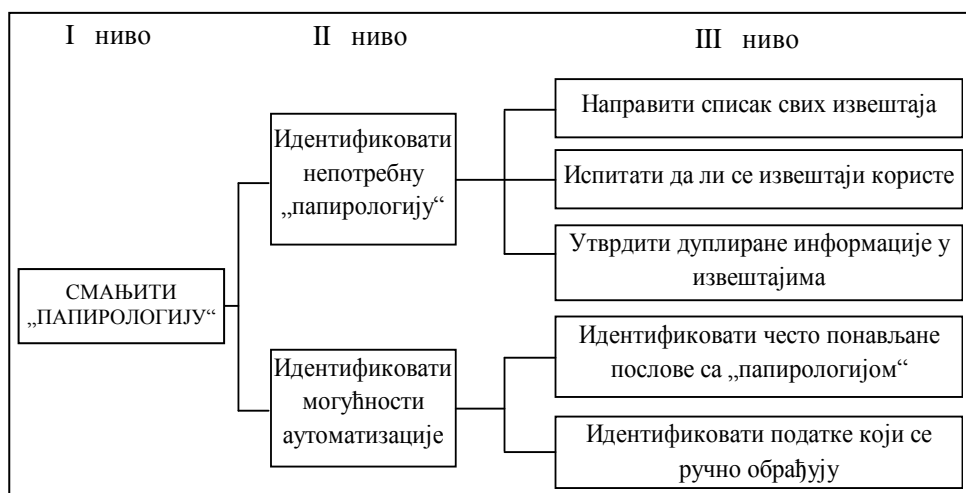 I ниво
II ниво
III ниво
СМАЊИТИ
„ПАПИРОЛОГИЈУ“
Идентификовати
непотребну
„папирологију“
Идентификовати
могућности
аутоматизације
Направити списак свих извештаја
Испитати да ли се извештаји користе
Утврдити дуплиране информације у
извештајима
Идентификовати често понављане
послове са „папирологијом“
Идентификовати податке који се
ручно обрађују